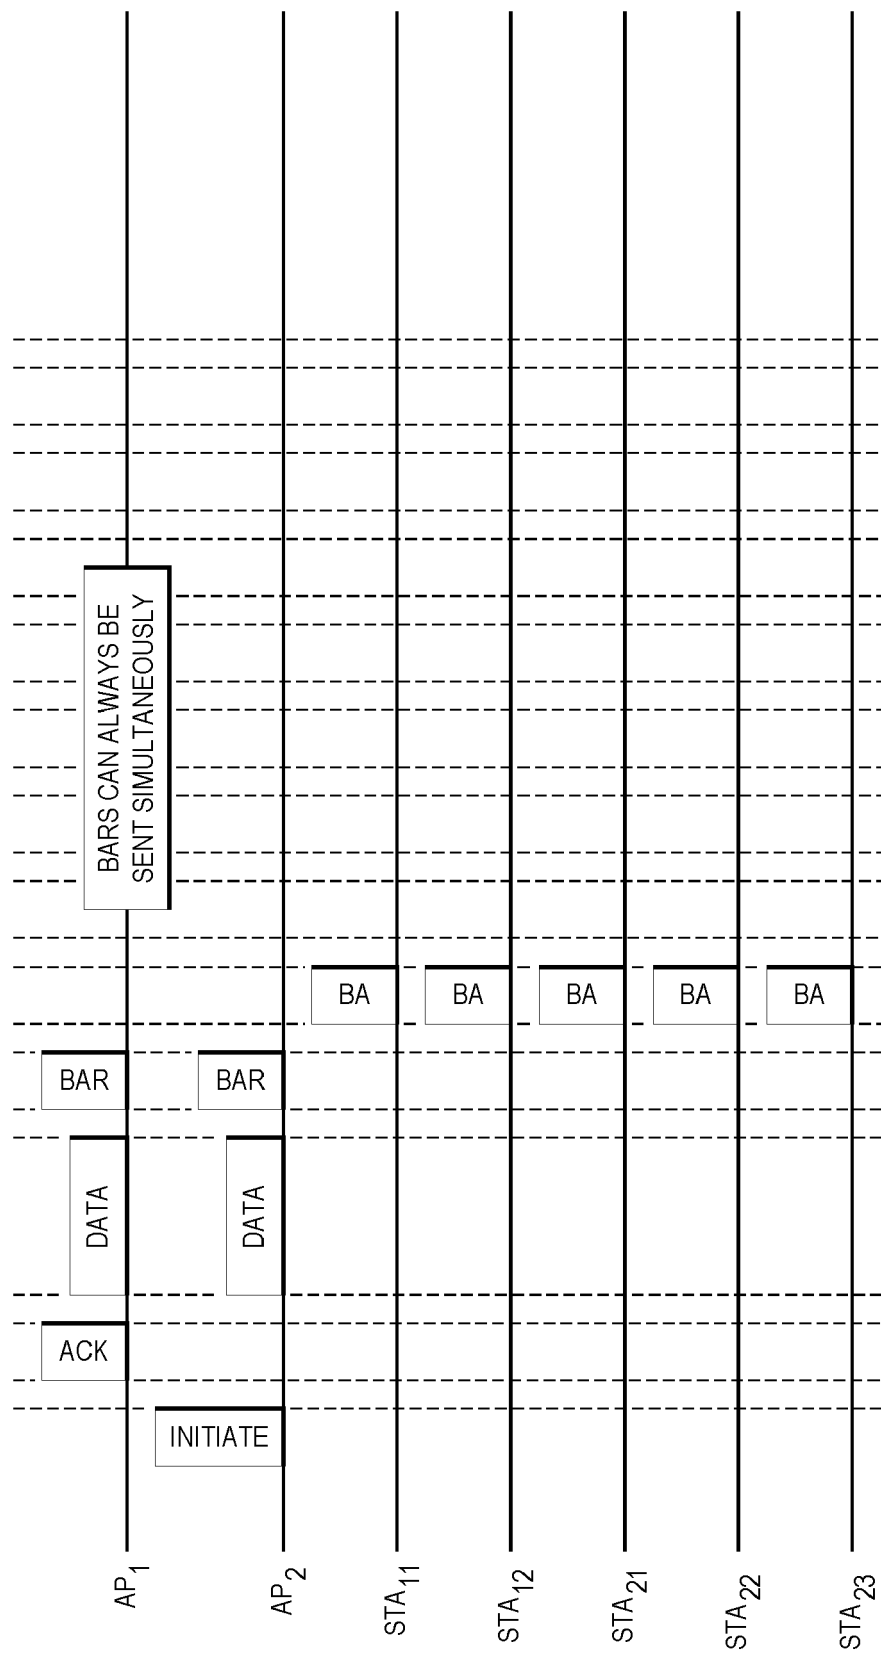 BARS CAN ALWAYS BE
SENT SIMULTANEOUSLY
BA BA BA BA BA
BAR BAR
DATA DATA
ACK
INITIATE
AP1 AP2 STA11 STA12 STA21 STA22 STA23